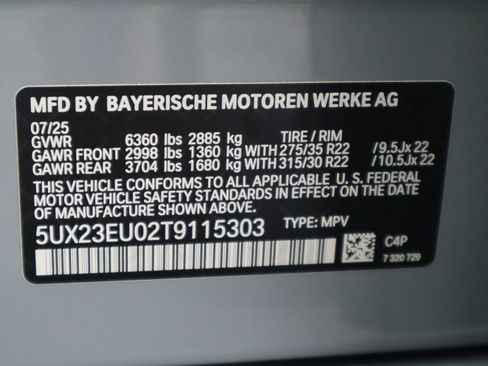 MFD BY BAYERISCHE MOTOREN WERKE AG
07/25
GVWR 6360 lbs 2885 kg TIRE / RIM
GAWR FRONT 2998 lbs 1360 kg WITH 275/35 R22 /9.5Jx 22
GAWR REAR 3704 lbs 1680 kg WITH 315/30 R22 /10.5Jx 22
THIS VEHICLE CONFORMS TO ALL APPLICABLE U. S. FEDERAL
MOTOR VEHICLE SAFETY STANDARDS IN EFFECT ON THE
DATE OF MANUFACTURE SHOWN ABOVE.
5UX23EU02T9115303 TYPE: MPV
C4P
7 320 729